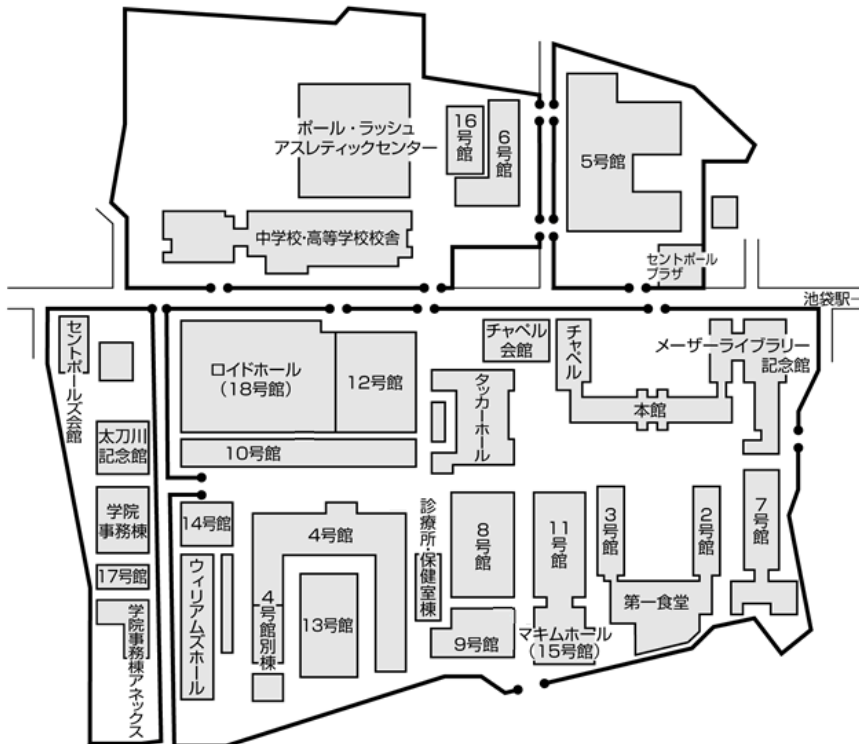 ポール・ラッシュ
アスレティックセンター
16号館
6号館
5号館
中学校・高等学校校舎
セントポール
プラザ
池袋駅
セントポールズ会館
ロイドホール
(18号館)
12号館
チャペル
会館
チャペル
メーザーライブラリー
記念館
本館
タッカーホール
太刀川
記念館
10号館
学院
事務棟
14号館
4号館
診療所・保健室棟
8号館
11号館
3号館
2号館
7号館
17号館
学院事務棟アネックス
ウィリアムズホール
4号館別棟
13号館
9号館
マキムホール
(15号館)
第一食堂